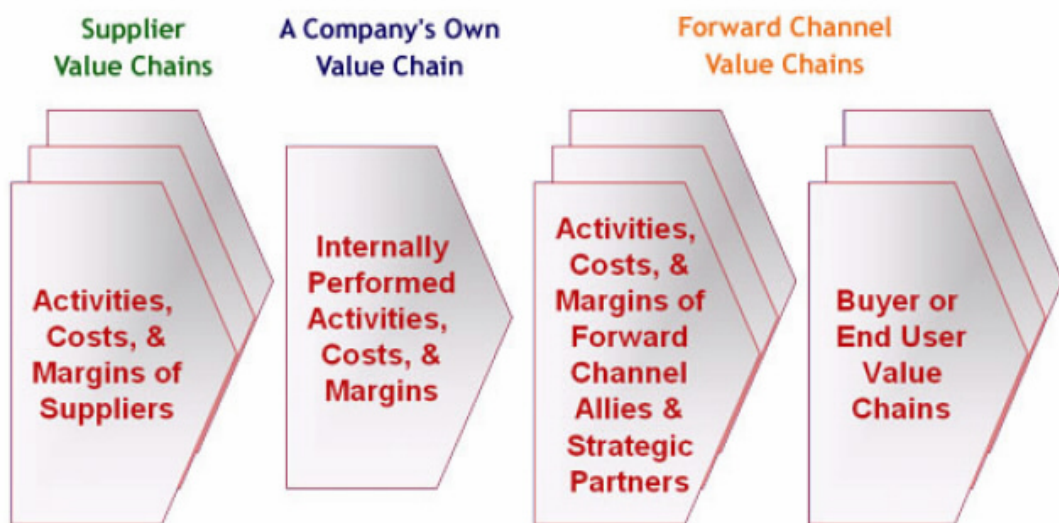 Supplier
Value Chains
A Company's Own
Value Chain
Forward Channel
Value Chains
Activities,
Costs, &
Margins of
Suppliers
Internally
Performed
Activities,
Costs, &
Margins
Activities,
Costs, &
Margins of
Forward
Channel
Allies &
Strategic
Partners
Buyer or
End User
Value
Chains